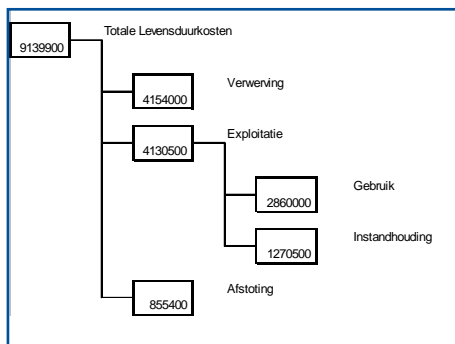 Totale Levensduurkosten
9139900
Verwerving
4154000
Exploitatie
4130500
Gebruik
2860000
Instandhouding
1270500
Afstoting
855400